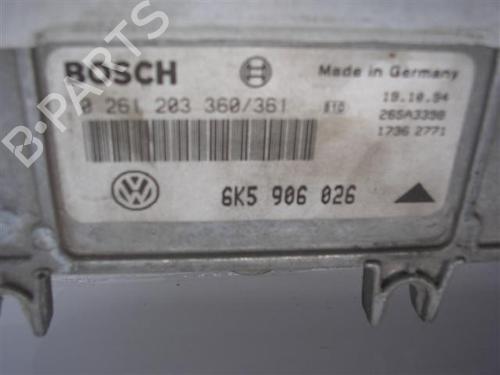 B-PARTS
BOSCH
Made in Germany
0 261 203 360/361
19.10.94
265A3398
1736 2771
6K5 906 026